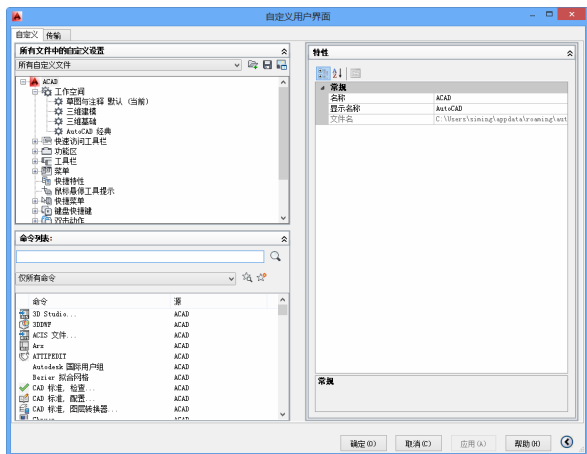 自定义用户界面
自定义 传输
所有文件中的自定义设置
所有自定义文件
ACAD
工作空间
草图与注释 默认 (当前)
三维建模
三维基础
AutoCAD 经典
快速访问工具栏
功能区
工具栏
菜单
快捷特性
鼠标悬停工具提示
快捷菜单
键盘快捷键
双击动作
命令列表:
仅所有命令
命令 源
3D Studio... ACAD
3DDWF ACAD
ACIS 文件... ACAD
Arx ACAD
ATTIPEDIT ACAD
Autodesk 国际用户组 ACAD
Bezier 拟合网格 ACAD
CAD 标准, 检查... ACAD
CAD 标准, 配置... ACAD
CAD 标准, 图层转换器... ACAD
特性
常规
名称 ACAD
显示名称 AutoCAD
文件名 C:\Users\siming\appdata\roaming\aut
常规
确定(O) 取消(C) 应用(A) 帮助(H)